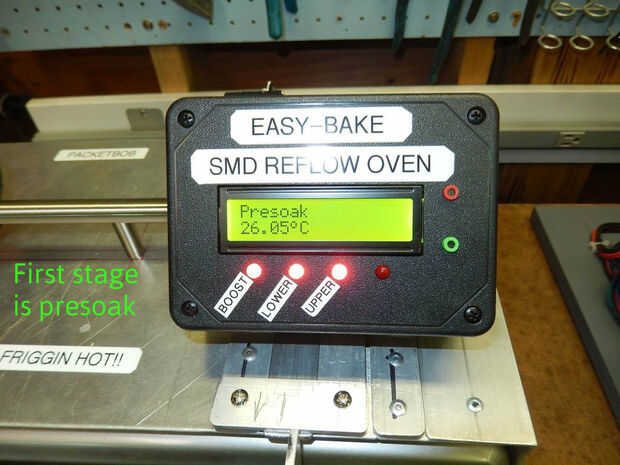 EASY-BAKE
SMD REFLOW OVEN
PACKETBOB
Presoak
26.05°C
BOOST
LOWER
UPPER
First stage
is presoak
FRIGGIN HOT!!